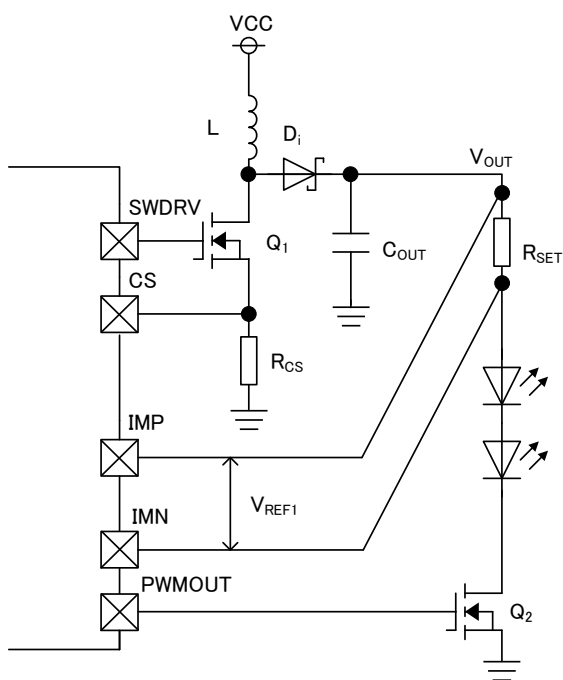 VCC
L
Di
VOUT
SWDRV
Q1
COUT
RSET
CS
RCS
IMP
VREF1
IMN
PWMOUT
Q2